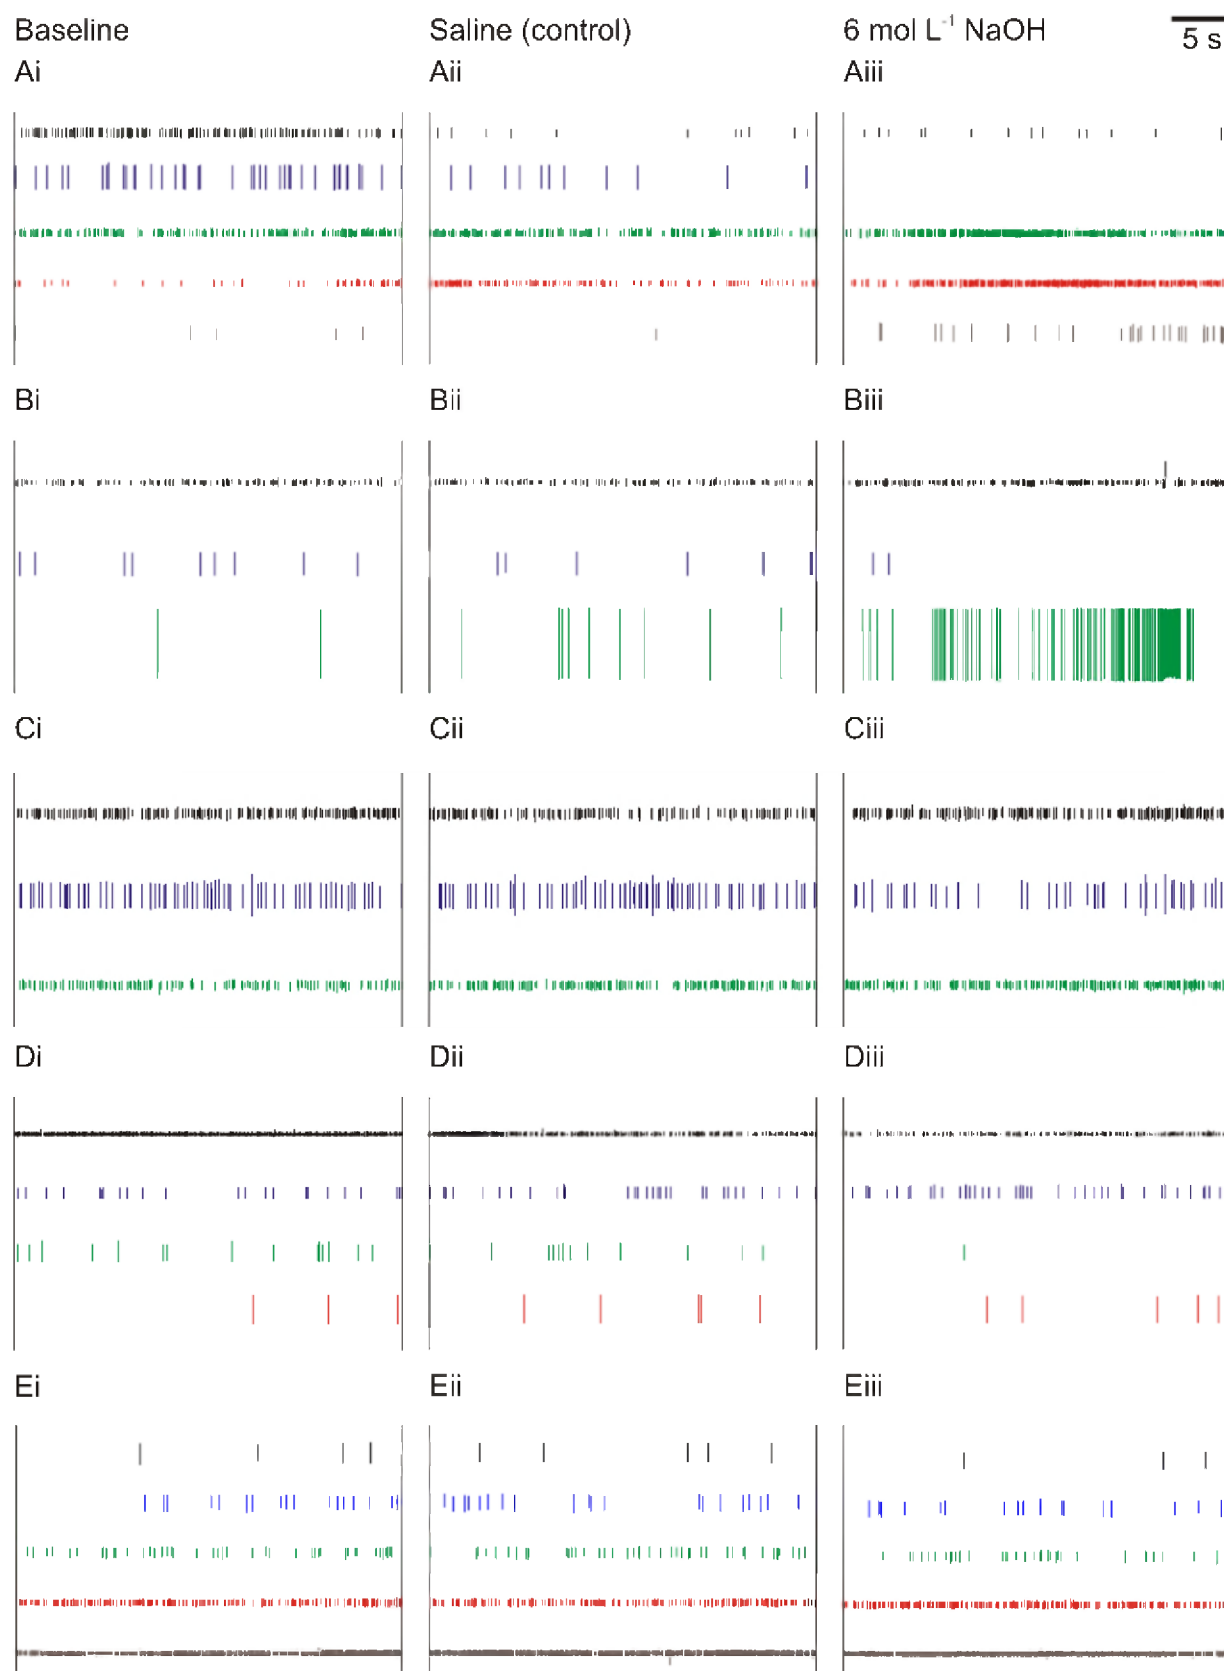 Baseline
Saline (control)
6 mol L⁻¹ NaOH
5 s
Ai
Aii
Aiii
Bi
Bii
Biii
Ci
Cii
Ciii
Di
Dii
Diii
Ei
Eii
Eiii